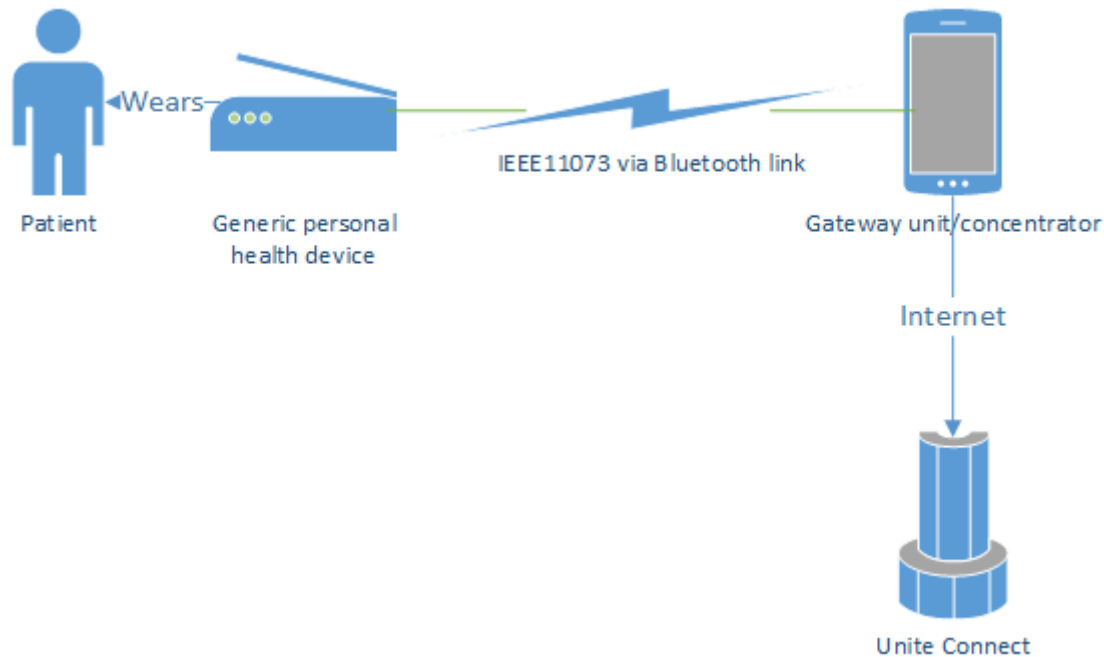 Wears
IEEE11073 via Bluetooth link
Patient
Generic personal
health device
Gateway unit/concentrator
Internet
Unite Connect